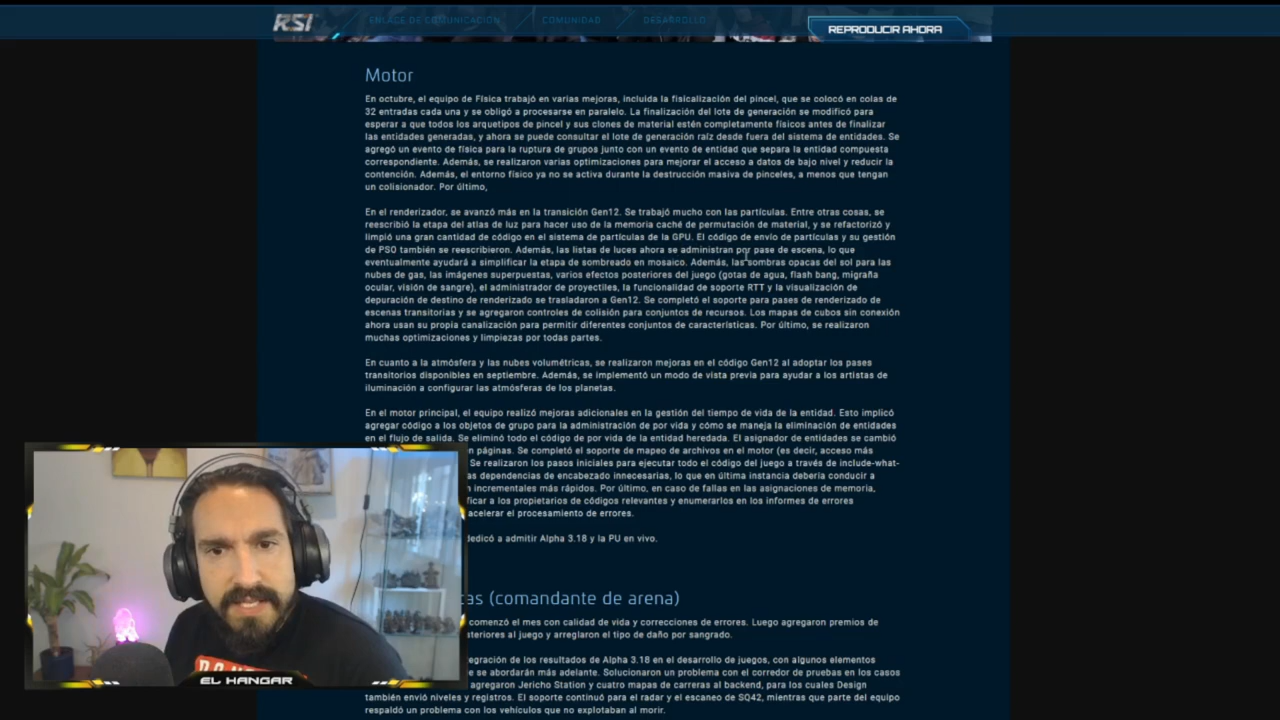 RSI
ENLACE DE COMUNICACIÓN
COMUNIDAD
DESARROLLO
REPRODUCIR AHORA
Motor
En octubre, el equipo de Física trabajó en varias mejoras, incluida la fisicalización del pincel, que se colocó en colas de
32 entradas cada una y se obligó a procesarse en paralelo. La finalización del lote de generación se modificó para
esperar a que todos los arquetipos de pincel y sus clones de material estén completamente físicos antes de finalizar
las entidades generadas, y ahora se puede consultar el lote de generación raíz desde fuera del sistema de entidades. Se
agregó un evento de física para la ruptura de grupos junto con un evento de entidad que separa la entidad compuesta
correspondiente. Además, se realizaron varias optimizaciones para mejorar el acceso a datos de bajo nivel y reducir la
contención. Además, el entorno físico ya no se activa durante la destrucción masiva de pinceles, a menos que tengan
un colisionador. Por último,
En el renderizador, se avanzó más en la transición Gen12. Se trabajó mucho con las partículas. Entre otras cosas, se
reescribió la etapa del atlas de luz para hacer uso de la memoria caché de permutación de material, y se refactorizó y
limpió una gran cantidad de código en el sistema de partículas de la GPU. El código de envío de partículas y su gestión
de PSO también se reescribieron. Además, las listas de luces ahora se administran por pase de escena, lo que
eventualmente ayudará a simplificar la etapa de sombreado en mosaico. Además, las sombras opacas del sol para las
nubes de gas, las imágenes superpuestas, varios efectos posteriores del juego (gotas de agua, flash bang, migraña
ocular, visión de sangre), el administrador de proyectiles, la funcionalidad de soporte RTT y la visualización de
depuración de destino de renderizado se trasladaron a Gen12. Se completó el soporte para pases de renderizado de
escenas transitorias y se agregaron controles de colisión para conjuntos de recursos. Los mapas de cubos sin conexión
ahora usan su propia canalización para permitir diferentes conjuntos de características. Por último, se realizaron
muchas optimizaciones y limpiezas por todas partes.
En cuanto a la atmósfera y las nubes volumétricas, se realizaron mejoras en el código Gen12 al adoptar los pases
transitorios disponibles en septiembre. Además, se implementó un modo de vista previa para ayudar a los artistas de
iluminación a configurar las atmósferas de los planetas.
En el motor principal, el equipo realizó mejoras adicionales en la gestión del tiempo de vida de la entidad. Esto implicó
agregar código a los objetos de grupo para la administración de por vida y cómo se maneja la eliminación de entidades
en el flujo de salida. Se eliminó todo el código de por vida de la entidad heredada. El asignador de entidades se cambió
n páginas. Se completó el soporte de mapeo de archivos en el motor (es decir, acceso más
Se realizaron los pasos iniciales para ejecutar todo el código del juego a través de include-what-
as dependencias de encabezado innecesarias, lo que en última instancia debería conducir a
n incrementales más rápidos. Por último, en caso de fallas en las asignaciones de memoria,
ficar a los propietarios de códigos relevantes y enumerarlos en los informes de errores
acelerar el procesamiento de errores.
dedicó a admitir Alpha 3.18 y la PU en vivo.
cas (comandante de arena)
comenzó el mes con calidad de vida y correcciones de errores. Luego agregaron premios de
steriores al juego y arreglaron el tipo de daño por sangrado.
tegración de los resultados de Alpha 3.18 en el desarrollo de juegos, con algunos elementos
e se abordarán más adelante. Solucionaron un problema con el corredor de pruebas en los casos
agregaron Jericho Station y cuatro mapas de carreras al backend, para los cuales Design
también envió niveles y registros. El soporte continuó para el radar y el escaneo de SQ42, mientras que parte del equipo
respaldó un problema con los vehículos que no explotaban al morir.
EL HANGAR